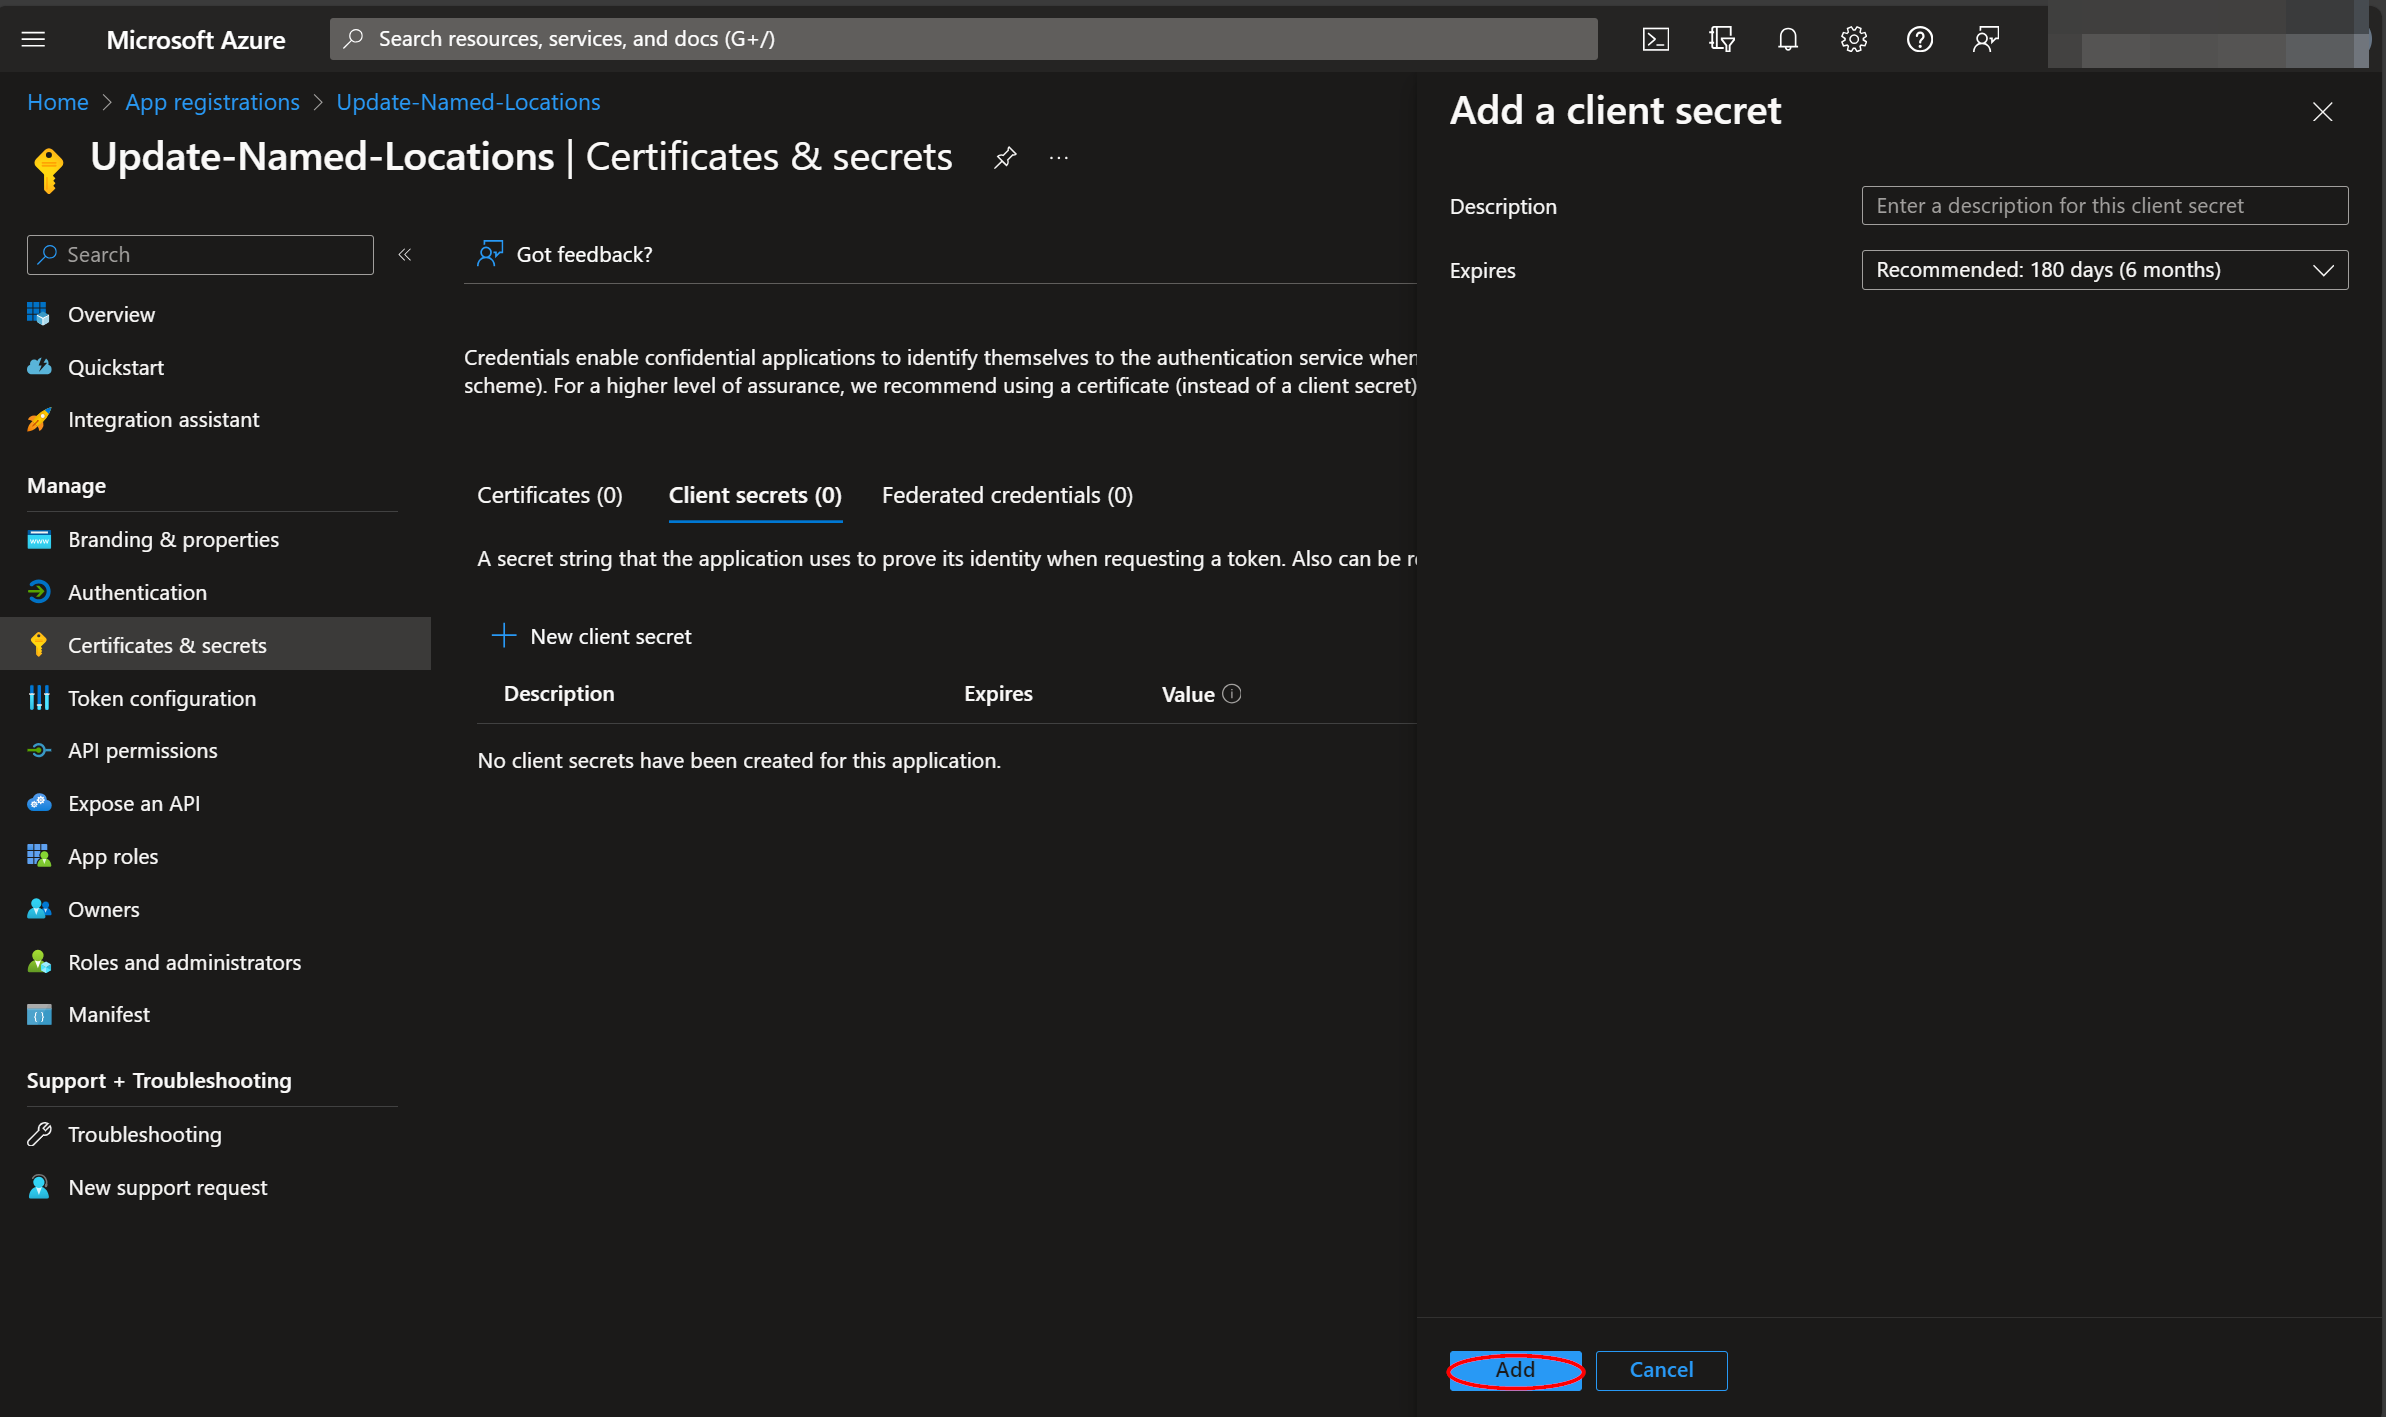 Microsoft Azure
Search resources, services, and docs (G+/)
Home > App registrations > Update-Named-Locations
Update-Named-Locations | Certificates & secrets
...
Search
«
Overview
Quickstart
Integration assistant
Manage
Branding & properties
Authentication
Certificates & secrets
Token configuration
API permissions
Expose an API
App roles
Owners
Roles and administrators
Manifest
Support + Troubleshooting
Troubleshooting
New support request
Got feedback?
Credentials enable confidential applications to identify themselves to the authentication service when
scheme). For a higher level of assurance, we recommend using a certificate (instead of a client secret)
Certificates (0) Client secrets (0) Federated credentials (0)
A secret string that the application uses to prove its identity when requesting a token. Also can be
New client secret
Description Expires Value
No client secrets have been created for this application.
Add a client secret
Description Enter a description for this client secret
Expires Recommended: 180 days (6 months)
Add Cancel